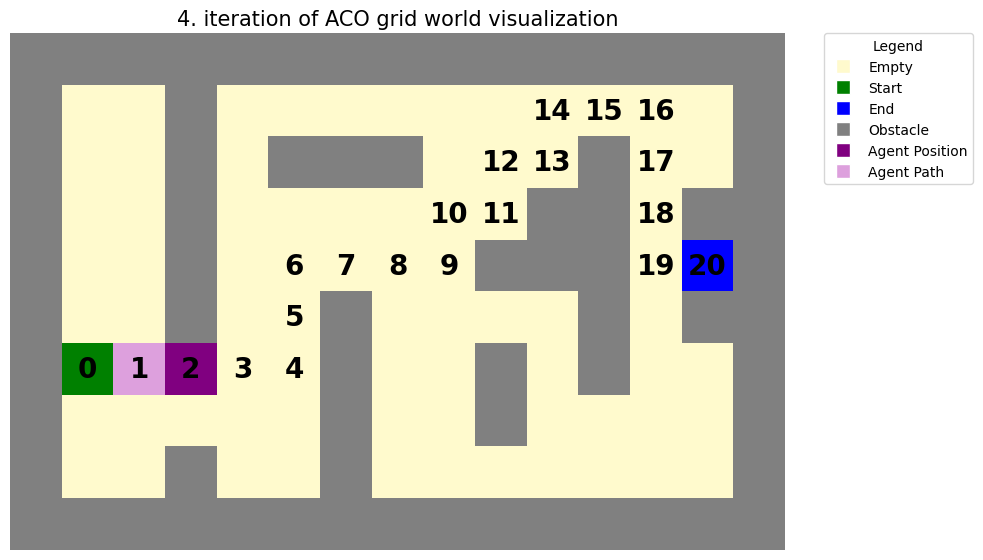 4. iteration of ACO grid world visualization
Legend
Empty
Start
End
Obstacle
Agent Position
Agent Path
14 15 16
12 13 17
10 11 18
6 7 8 9 19 20
5
0 1 2 3 4